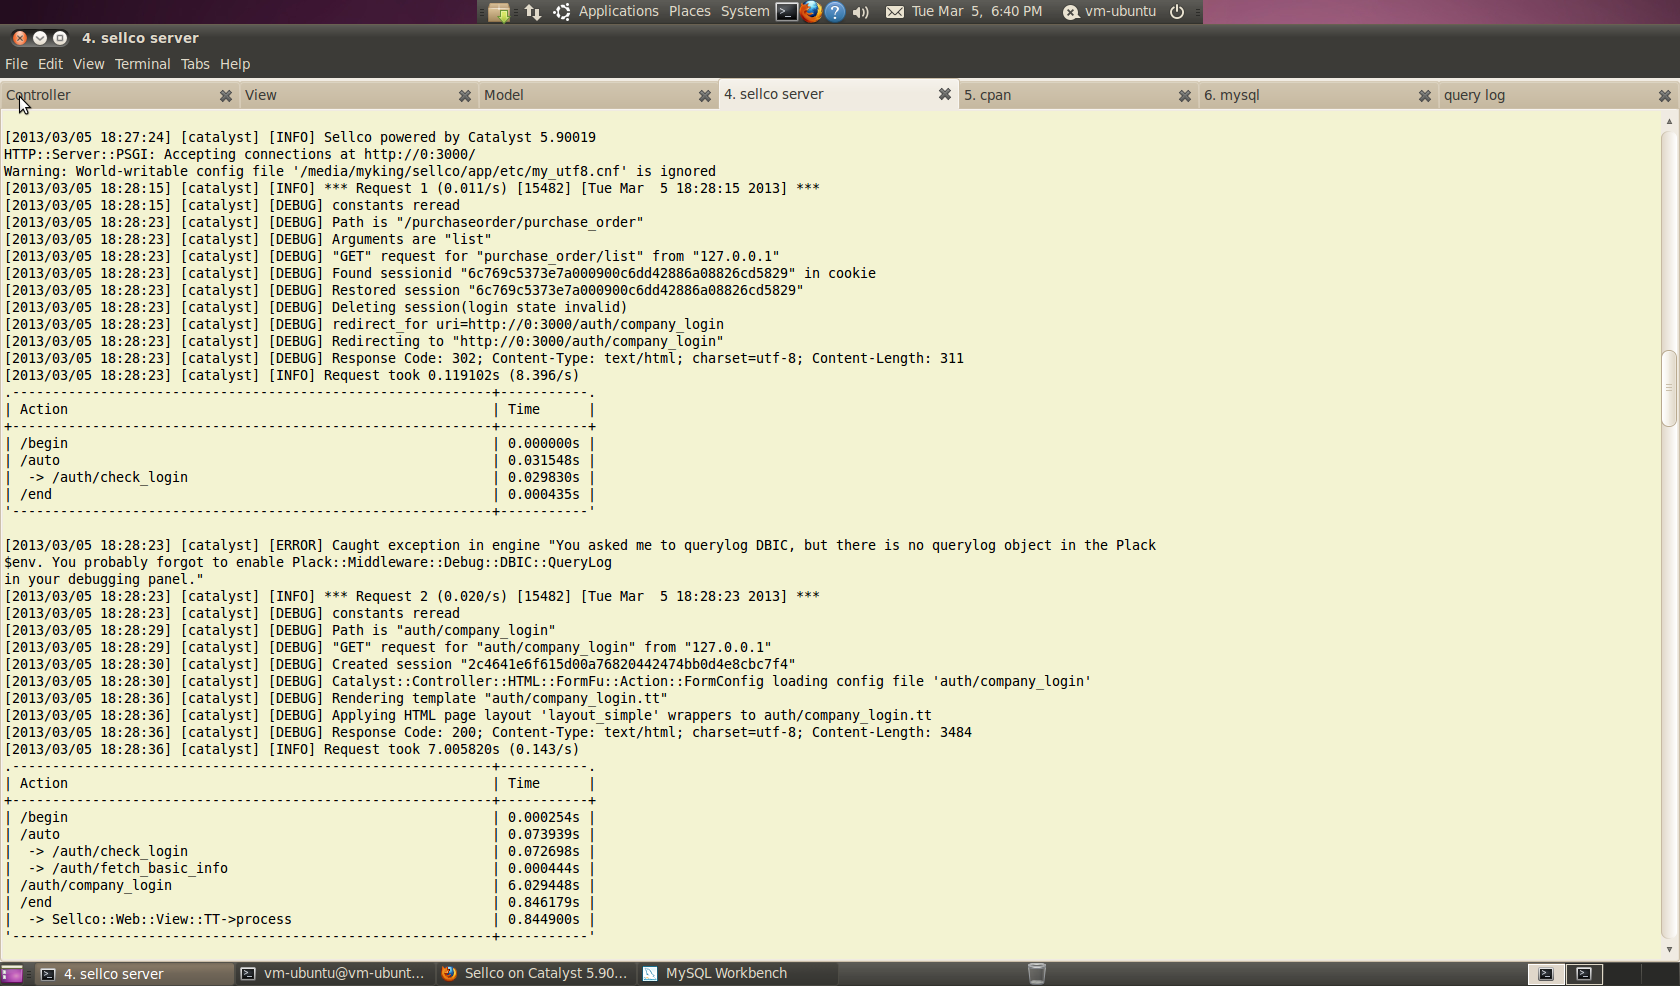 Applications Places System Tue Mar 5, 6:40 PM vm-ubuntu
4. sellco server
File Edit View Terminal Tabs Help
Controller View Model 4. sellco server 5. cpan 6. mysql query log
[2013/03/05 18:27:24] [catalyst] [INFO] Sellco powered by Catalyst 5.90019
HTTP::Server::PSGI: Accepting connections at http://0:3000/
Warning: World-writable config file '/media/myking/sellco/app/etc/my_utf8.cnf' is ignored
[2013/03/05 18:28:15] [catalyst] [INFO] *** Request 1 (0.011/s) [15482] [Tue Mar  5 18:28:15 2013] ***
[2013/03/05 18:28:15] [catalyst] [DEBUG] constants reread
[2013/03/05 18:28:23] [catalyst] [DEBUG] Path is "/purchaseorder/purchase_order"
[2013/03/05 18:28:23] [catalyst] [DEBUG] Arguments are "list"
[2013/03/05 18:28:23] [catalyst] [DEBUG] "GET" request for "purchase_order/list" from "127.0.0.1"
[2013/03/05 18:28:23] [catalyst] [DEBUG] Found sessionid "6c769c5373e7a000900c6dd42886a08826cd5829" in cookie
[2013/03/05 18:28:23] [catalyst] [DEBUG] Restored session "6c769c5373e7a000900c6dd42886a08826cd5829"
[2013/03/05 18:28:23] [catalyst] [DEBUG] Deleting session(login state invalid)
[2013/03/05 18:28:23] [catalyst] [DEBUG] redirect_for uri=http://0:3000/auth/company_login
[2013/03/05 18:28:23] [catalyst] [DEBUG] Redirecting to "http://0:3000/auth/company_login"
[2013/03/05 18:28:23] [catalyst] [DEBUG] Response Code: 302; Content-Type: text/html; charset=utf-8; Content-Length: 311
[2013/03/05 18:28:23] [catalyst] [INFO] Request took 0.119102s (8.396/s)
.------------------------------------------------------------+-----------.
| Action                                                     | Time      |
+------------------------------------------------------------+-----------+
| /begin                                                     | 0.000000s |
| /auto                                                      | 0.031548s |
|  -> /auth/check_login                                      | 0.029830s |
| /end                                                       | 0.000435s |
'------------------------------------------------------------+-----------'
[2013/03/05 18:28:23] [catalyst] [ERROR] Caught exception in engine "You asked me to querylog DBIC, but there is no querylog object in the Plack
$env. You probably forgot to enable Plack::Middleware::Debug::DBIC::QueryLog
in your debugging panel."
[2013/03/05 18:28:23] [catalyst] [INFO] *** Request 2 (0.020/s) [15482] [Tue Mar  5 18:28:23 2013] ***
[2013/03/05 18:28:23] [catalyst] [DEBUG] constants reread
[2013/03/05 18:28:29] [catalyst] [DEBUG] Path is "auth/company_login"
[2013/03/05 18:28:29] [catalyst] [DEBUG] "GET" request for "auth/company_login" from "127.0.0.1"
[2013/03/05 18:28:30] [catalyst] [DEBUG] Created session "2c4641e6f615d00a76820442474bb0d4e8cbc7f4"
[2013/03/05 18:28:30] [catalyst] [DEBUG] Catalyst::Controller::HTML::FormFu::Action::FormConfig loading config file 'auth/company_login'
[2013/03/05 18:28:36] [catalyst] [DEBUG] Rendering template "auth/company_login.tt"
[2013/03/05 18:28:36] [catalyst] [DEBUG] Applying HTML page layout 'layout_simple' wrappers to auth/company_login.tt
[2013/03/05 18:28:36] [catalyst] [DEBUG] Response Code: 200; Content-Type: text/html; charset=utf-8; Content-Length: 3484
[2013/03/05 18:28:36] [catalyst] [INFO] Request took 7.005820s (0.143/s)
.------------------------------------------------------------+-----------.
| Action                                                     | Time      |
+------------------------------------------------------------+-----------+
| /begin                                                     | 0.000254s |
| /auto                                                      | 0.073939s |
|  -> /auth/check_login                                      | 0.072698s |
|  -> /auth/fetch_basic_info                                 | 0.000444s |
| /auth/company_login                                        | 6.029448s |
| /end                                                       | 0.846179s |
|  -> Sellco::Web::View::TT->process                         | 0.844900s |
'------------------------------------------------------------+-----------'
4. sellco server vm-ubuntu@vm-ubunt... Sellco on Catalyst 5.90... MySQL Workbench